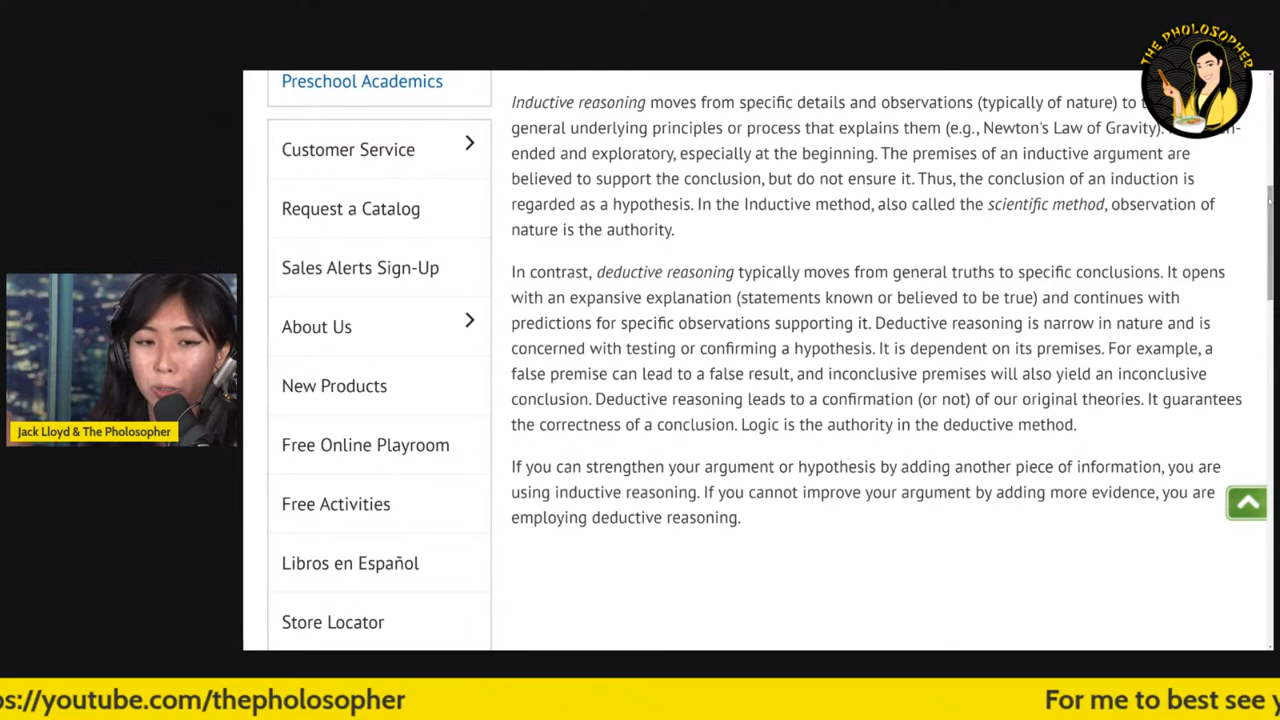 THE PHOLOSOPHER
Preschool Academics
Customer Service
Request a Catalog
Sales Alerts Sign-Up
About Us
New Products
Free Online Playroom
Free Activities
Libros en Español
Store Locator
Inductive reasoning moves from specific details and observations (typically of nature) to
general underlying principles or process that explains them (e.g., Newton's Law of Gravity).
ended and exploratory, especially at the beginning. The premises of an inductive argument are
believed to support the conclusion, but do not ensure it. Thus, the conclusion of an induction is
regarded as a hypothesis. In the Inductive method, also called the scientific method, observation of
nature is the authority.
In contrast, deductive reasoning typically moves from general truths to specific conclusions. It opens
with an expansive explanation (statements known or believed to be true) and continues with
predictions for specific observations supporting it. Deductive reasoning is narrow in nature and is
concerned with testing or confirming a hypothesis. It is dependent on its premises. For example, a
false premise can lead to a false result, and inconclusive premises will also yield an inconclusive
conclusion. Deductive reasoning leads to a confirmation (or not) of our original theories. It guarantees
the correctness of a conclusion. Logic is the authority in the deductive method.
If you can strengthen your argument or hypothesis by adding another piece of information, you are
using inductive reasoning. If you cannot improve your argument by adding more evidence, you are
employing deductive reasoning.
Jack Lloyd & The Pholosopher
ps://youtube.com/thepholosopher
For me to best see